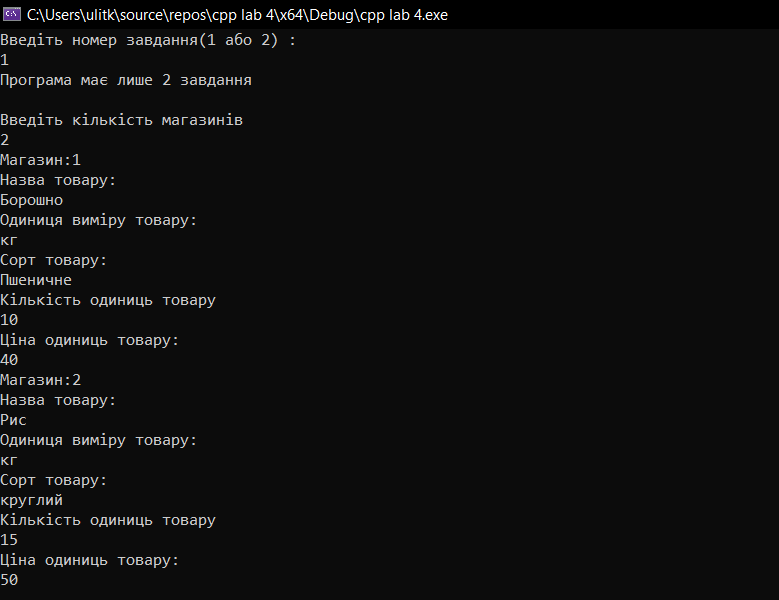 C:\Users\ulitk\source\repos\cpp lab 4\x64\Debug\cpp lab 4.exe
Введіть номер завдання(1 або 2) :
1
Програма має лише 2 завдання
Введіть кількість магазинів
2
Магазин:1
Назва товару:
Борошно
Одиниця виміру товару:
кг
Сорт товару:
Пшеничне
Кількість одиниць товару
10
Ціна одиниць товару:
40
Магазин:2
Назва товару:
Рис
Одиниця виміру товару:
кг
Сорт товару:
круглий
Кількість одиниць товару
15
Ціна одиниць товару:
50